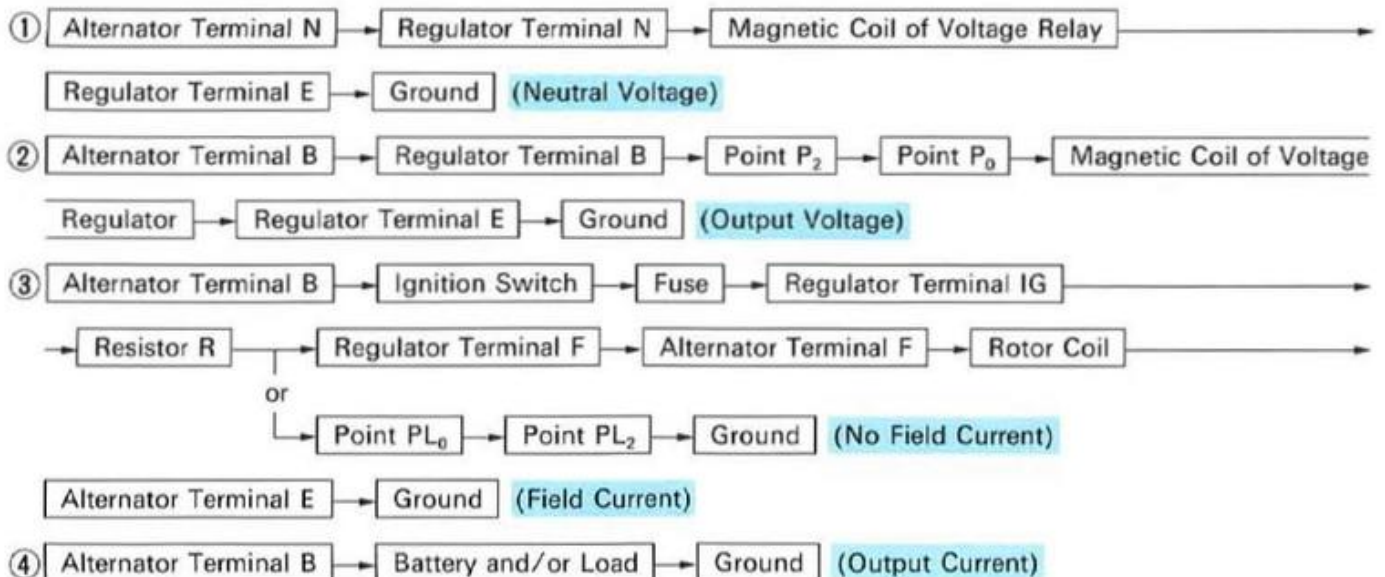 ① Alternator Terminal N Regulator Terminal N Magnetic Coil of Voltage Relay
Regulator Terminal E Ground (Neutral Voltage)
② Alternator Terminal B Regulator Terminal B Point P₂ Point P₀ Magnetic Coil of Voltage
Regulator Regulator Terminal E Ground (Output Voltage)
③ Alternator Terminal B Ignition Switch Fuse Regulator Terminal IG
Resistor R Regulator Terminal F Alternator Terminal F Rotor Coil
or
Point PL₀ Point PL₂ Ground (No Field Current)
Alternator Terminal E Ground (Field Current)
④ Alternator Terminal B Battery and/or Load Ground (Output Current)